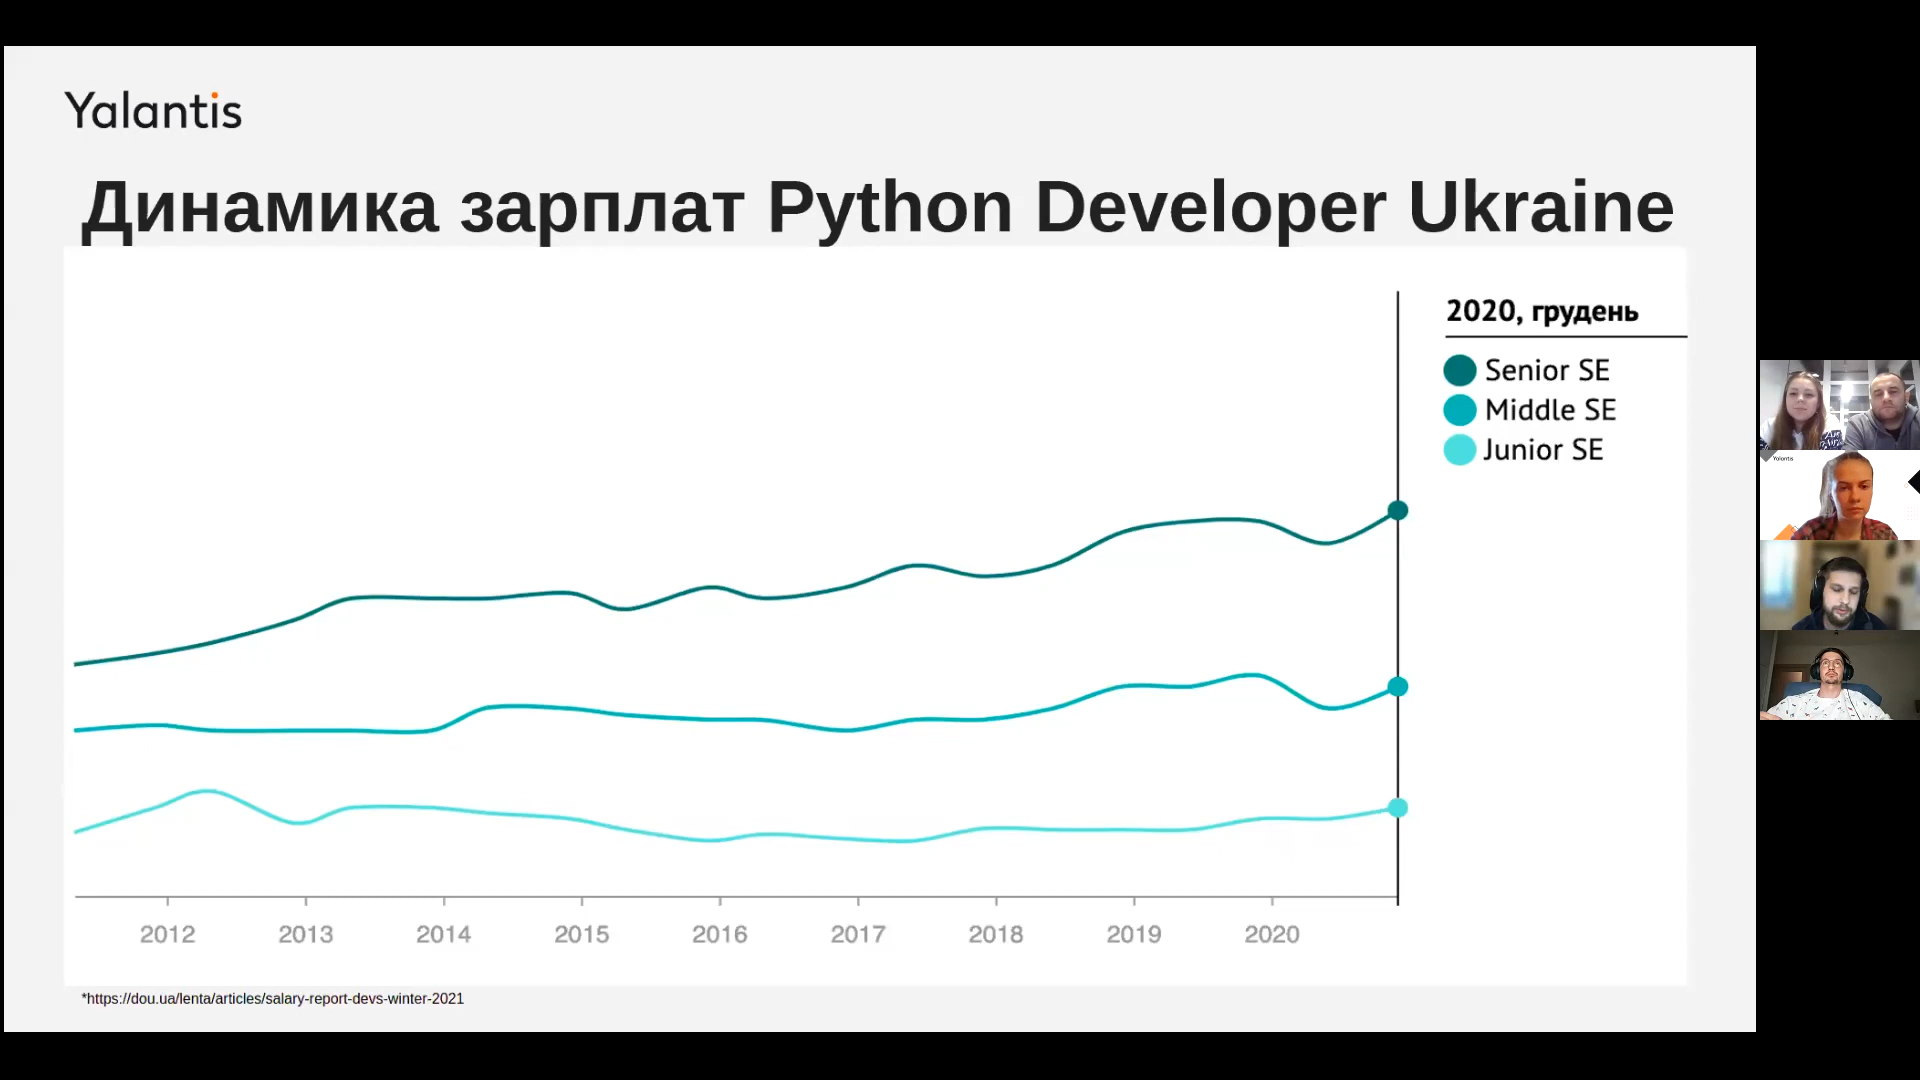 Yalantis
Динамика зарплат Python Developer Ukraine
2020, грудень
Senior SE
Middle SE
Junior SE
2012 2013 2014 2015 2016 2017 2018 2019 2020
*https://dou.ua/lenta/articles/salary-report-devs-winter-2021
Yalantis